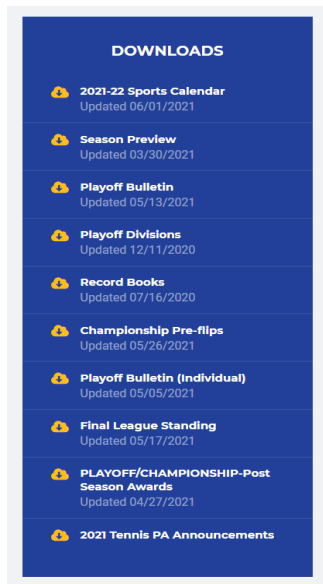 DOWNLOADS
2021-22 Sports Calendar
Updated 06/01/2021
Season Preview
Updated 03/30/2021
Playoff Bulletin
Updated 05/13/2021
Playoff Divisions
Updated 12/11/2020
Record Books
Updated 07/16/2020
Championship Pre-flips
Updated 05/26/2021
Playoff Bulletin (Individual)
Updated 05/05/2021
Final League Standing
Updated 05/17/2021
PLAYOFF/CHAMPIONSHIP-Post
Season Awards
Updated 04/27/2021
2021 Tennis PA Announcements